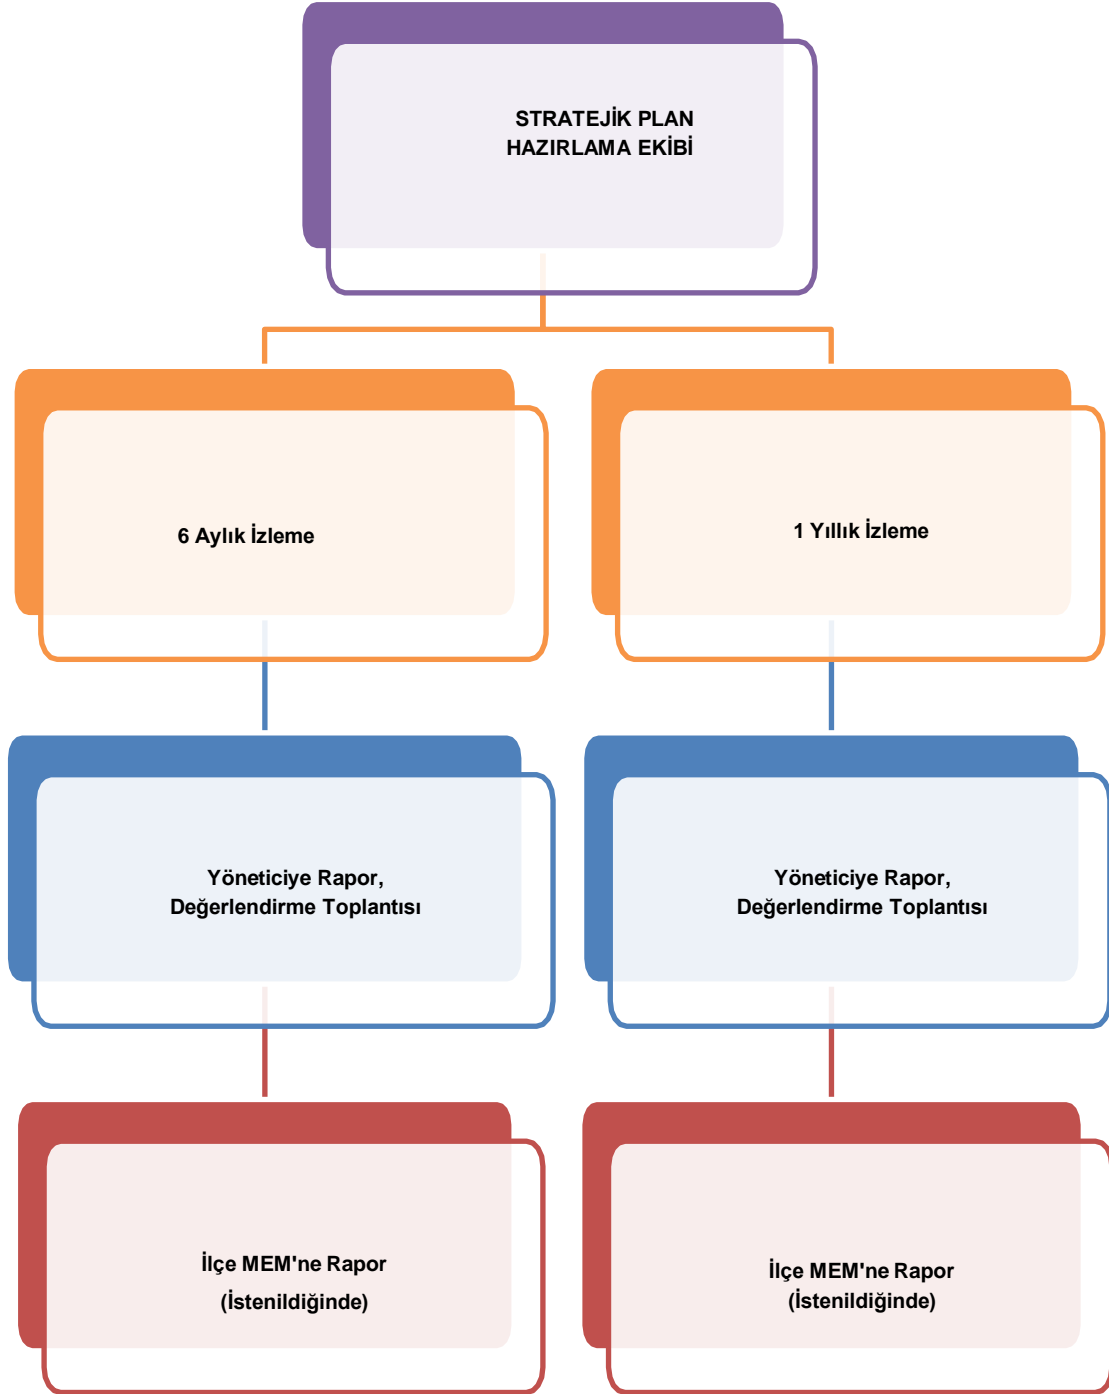 STRATEJİK PLAN
HAZIRLAMA EKİBİ
6 Aylık İzleme
1 Yıllık İzleme
Yöneticiye Rapor,
Değerlendirme Toplantısı
Yöneticiye Rapor,
Değerlendirme Toplantısı
İlçe MEM'ne Rapor
(İstenildiğinde)
İlçe MEM'ne Rapor
(İstenildiğinde)